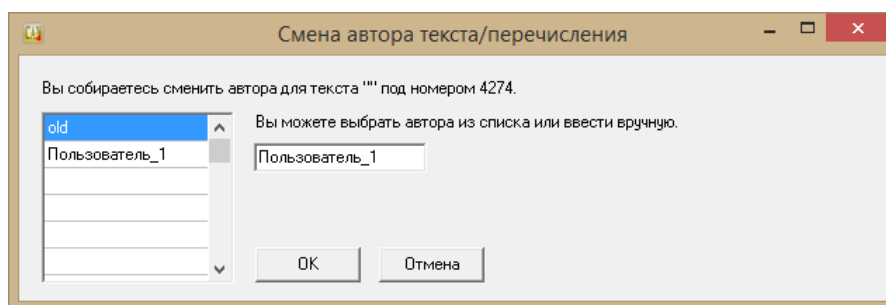 Смена автора текста/перечисления
Вы собираетесь сменить автора для текста "" под номером 4274.
old
Пользователь_1
Вы можете выбрать автора из списка или ввести вручную.
Пользователь_1
OK
Отмена